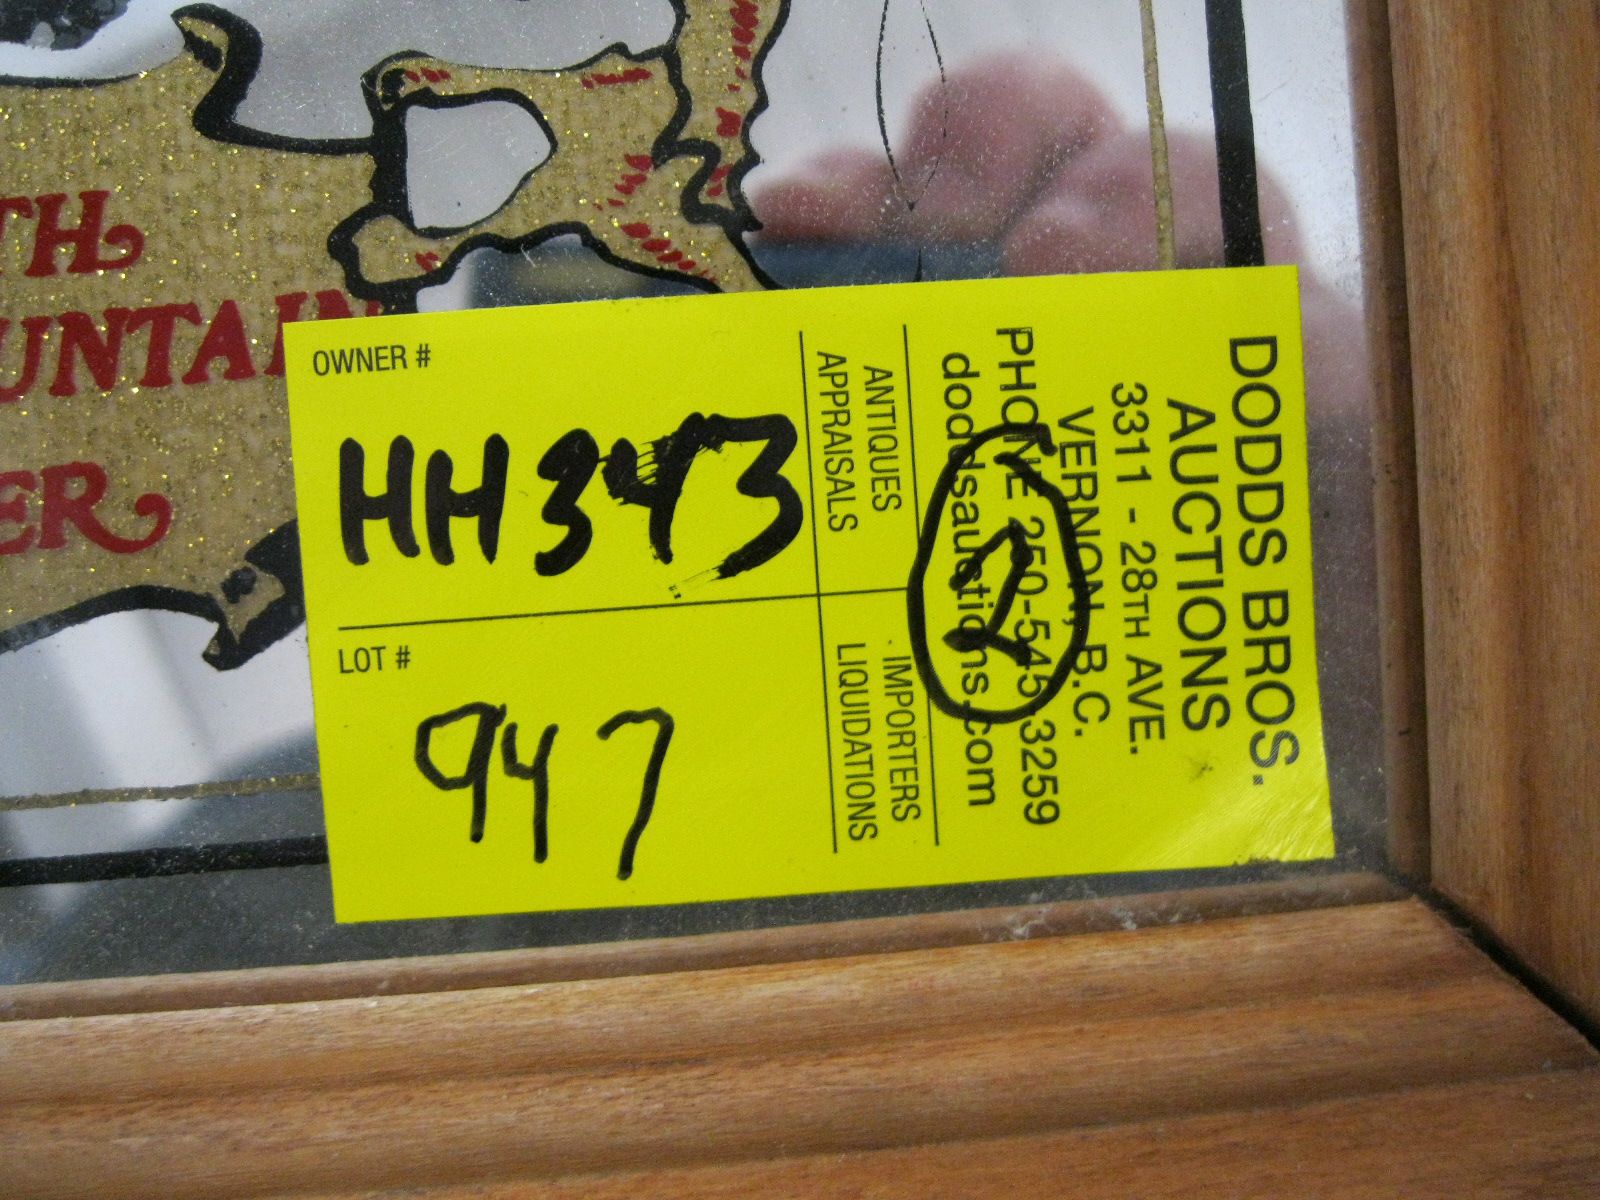 TH
UNTAIN
ER
OWNER #
HH343
LOT #
947
ANTIQUES
APPRAISALS
IMPORTERS
LIQUIDATIONS
DODDS BROS.
AUCTIONS
3311 - 28TH AVE.
VERNON, B.C.
PHONE 250-545-3259
doddsauctions.com
2